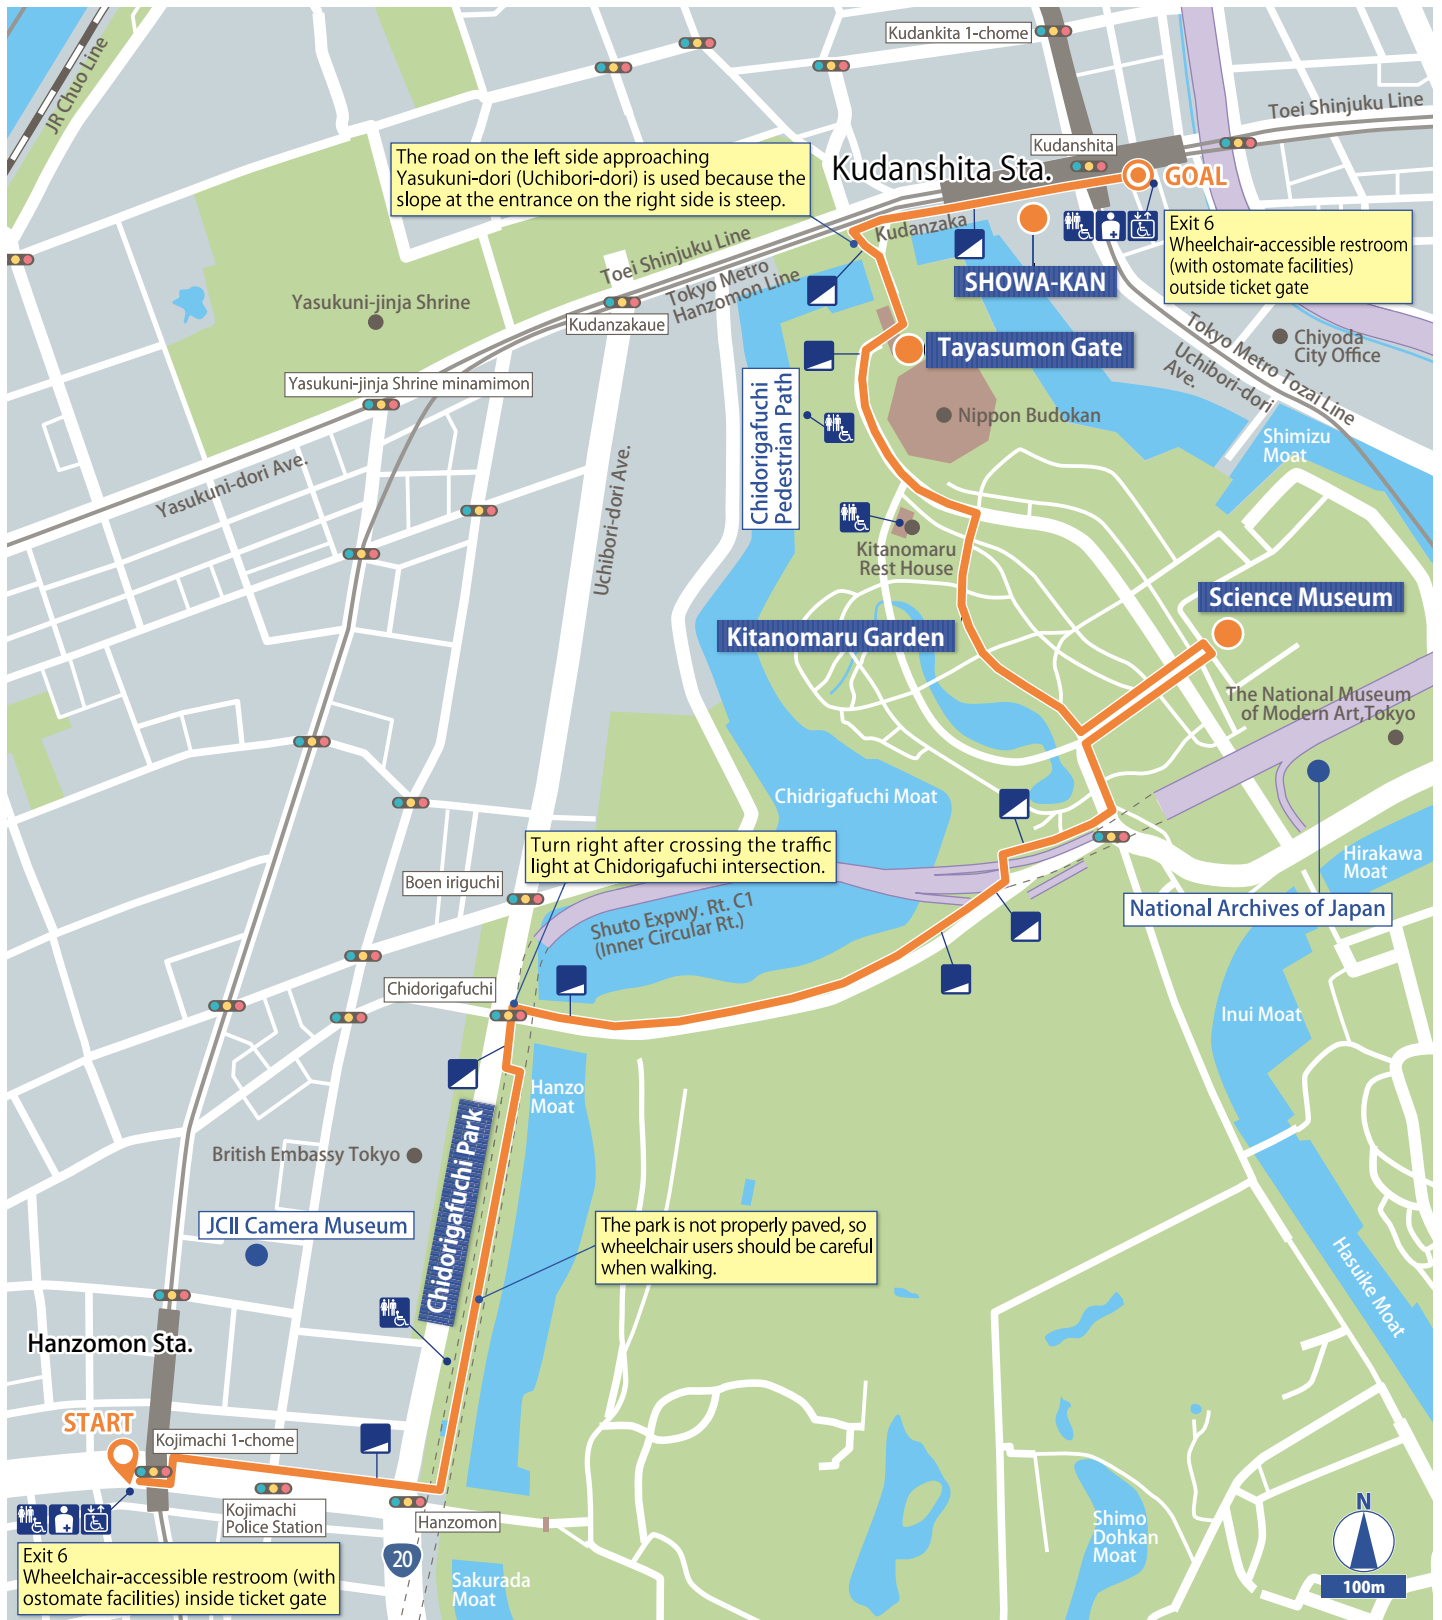 JR Chuo Line
Kudankita 1-chome
Toei Shinjuku Line
The road on the left side approaching
Yasukuni-dori (Uchibori-dori) is used because the
slope at the entrance on the right side is steep.
Kudanshita
Kudanshita Sta.
GOAL
Exit 6
Wheelchair-accessible restroom
(with ostomate facilities)
outside ticket gate
Kudanzaka
SHOWA-KAN
Toei Shinjuku Line
Tokyo Metro
Hanzomon Line
Yasukuni-jinja Shrine
Kudanzakaue
Tayasumon Gate
Tokyo Metro Tozai Line
Uchibori-dori
Ave.
Chiyoda
City Office
Yasukuni-jinja Shrine minamimon
Chidorigafuchi
Pedestrian Path
Nippon Budokan
Shimizu
Moat
Yasukuni-dori Ave.
Uchibori-dori Ave.
Kitanomaru
Rest House
Science Museum
Kitanomaru Garden
The National Museum
of Modern Art,Tokyo
Chidrigafuchi Moat
Turn right after crossing the traffic
light at Chidorigafuchi intersection.
Hirakawa
Moat
Boen iriguchi
National Archives of Japan
Shuto Expwy. Rt. C1
(Inner Circular Rt.)
Chidorigafuchi
Inui Moat
Hanzo
Moat
Chidorigafuchi Park
British Embassy Tokyo
JCII Camera Museum
The park is not properly paved, so
wheelchair users should be careful
when walking.
Hasuike Moat
Hanzomon Sta.
START
Kojimachi 1-chome
Kojimachi
Police Station
Hanzomon
Shimo
Dohkan
Moat
N
100m
20
Exit 6
Wheelchair-accessible restroom (with
ostomate facilities) inside ticket gate
Sakurada
Moat